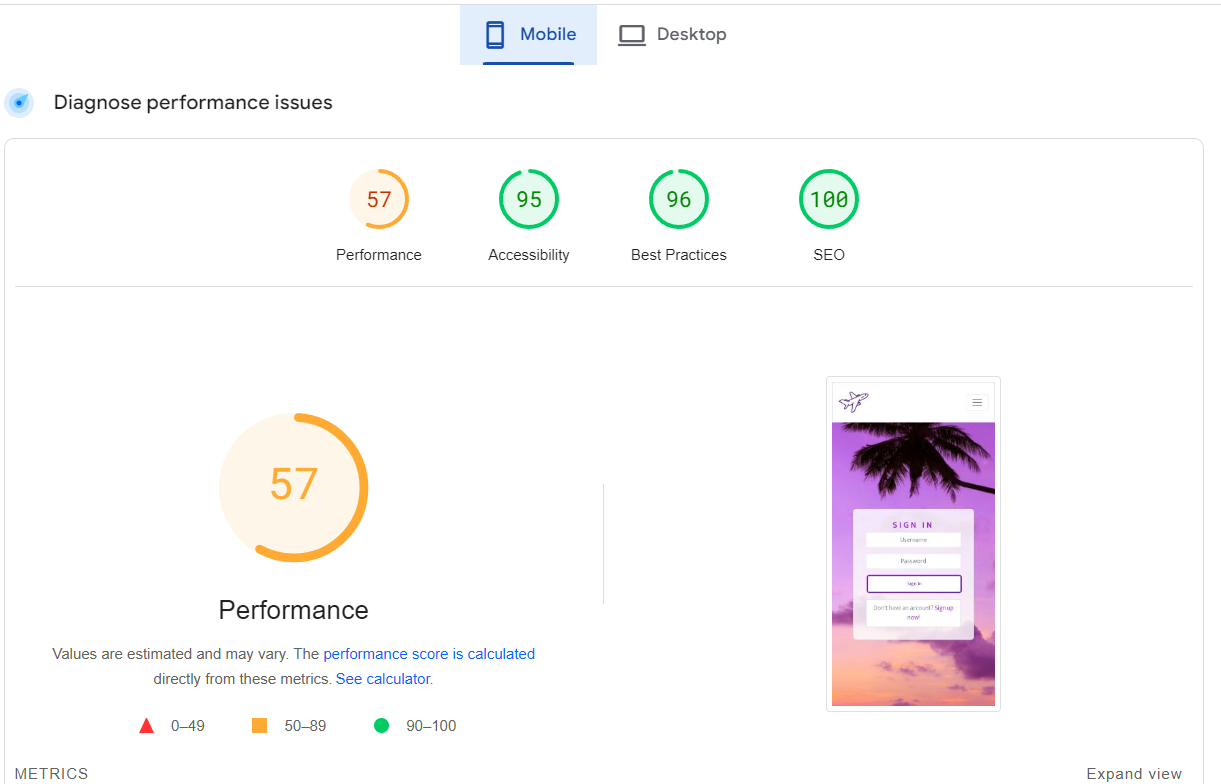 Mobile
Desktop
Diagnose performance issues
57
95
96
100
Performance
Accessibility
Best Practices
SEO
57
Performance
Values are estimated and may vary. The performance score is calculated
directly from these metrics. See calculator.
0–49
50–89
90–100
SIGN IN
Username
Password
Sign in
Don't have an account? Sign up
now!
METRICS
Expand view